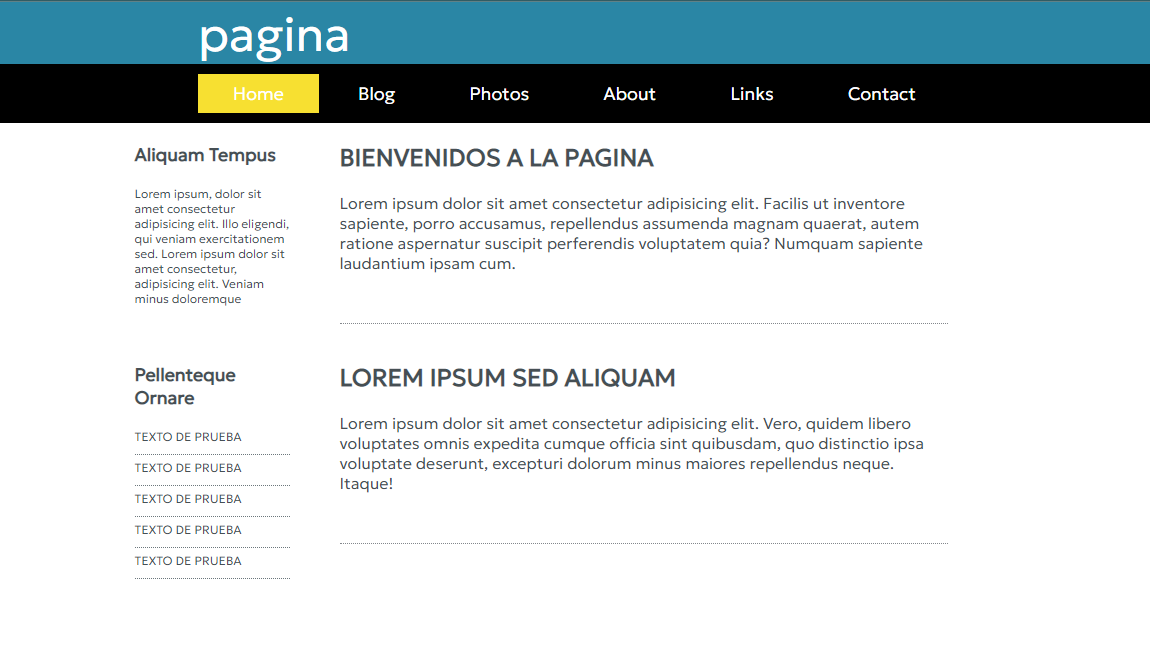 pagina
Home Blog Photos About Links Contact
Aliquam Tempus
Lorem ipsum, dolor sit
amet consectetur
adipisicing elit. Illo eligendi,
qui veniam exercitationem
sed. Lorem ipsum dolor sit
amet consectetur,
adipisicing elit. Veniam
minus doloremque
Pellenteque
Ornare
TEXTO DE PRUEBA
TEXTO DE PRUEBA
TEXTO DE PRUEBA
TEXTO DE PRUEBA
TEXTO DE PRUEBA
BIENVENIDOS A LA PAGINA
Lorem ipsum dolor sit amet consectetur adipisicing elit. Facilis ut inventore
sapiente, porro accusamus, repellendus assumenda magnam quaerat, autem
ratione aspernatur suscipit perferendis voluptatem quia? Numquam sapiente
laudantium ipsam cum.
LOREM IPSUM SED ALIQUAM
Lorem ipsum dolor sit amet consectetur adipisicing elit. Vero, quidem libero
voluptates omnis expedita cumque officia sint quibusdam, quo distinctio ipsa
voluptate deserunt, excepturi dolorum minus maiores repellendus neque.
Itaque!